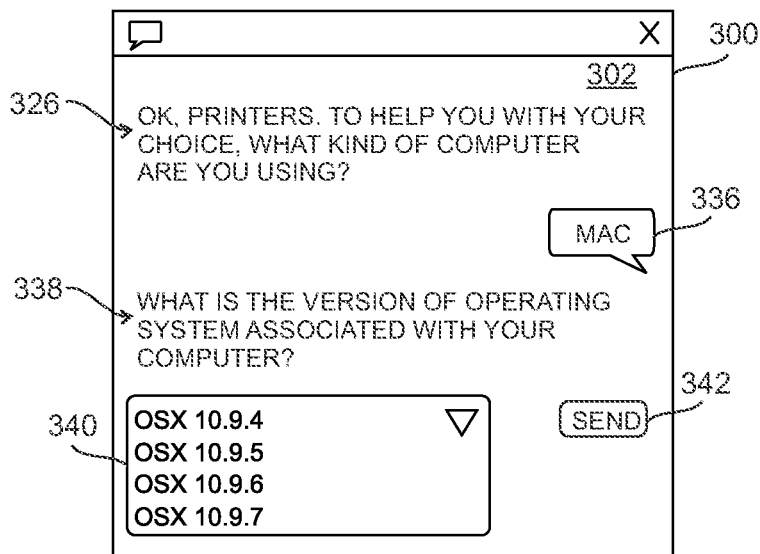 X
300
302
326
OK, PRINTERS. TO HELP YOU WITH YOUR
CHOICE, WHAT KIND OF COMPUTER
ARE YOU USING?
336
MAC
338
WHAT IS THE VERSION OF OPERATING
SYSTEM ASSOCIATED WITH YOUR
COMPUTER?
342
SEND
340
OSX 10.9.4
OSX 10.9.5
OSX 10.9.6
OSX 10.9.7